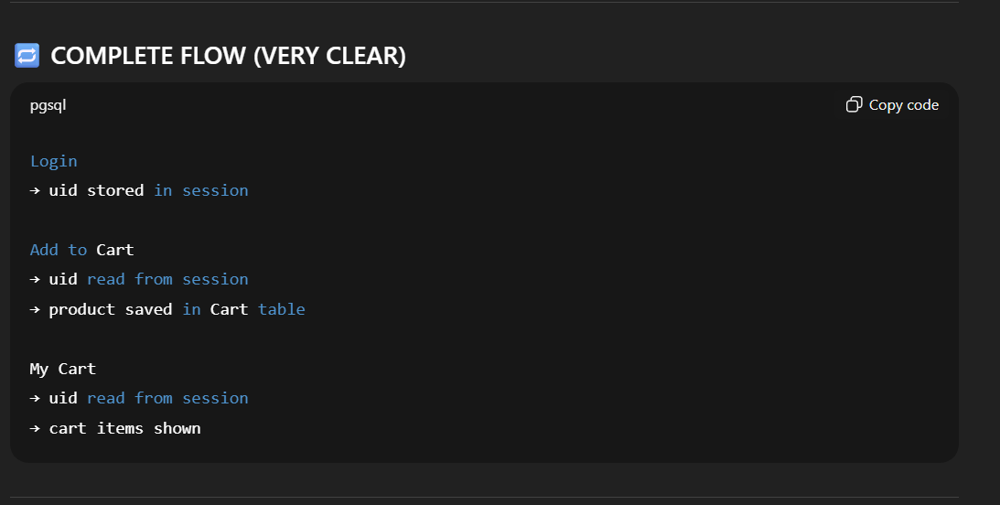 🔁 COMPLETE FLOW (VERY CLEAR)
pgsql
Copy code
Login
→ uid stored in session
Add to Cart
→ uid read from session
→ product saved in Cart table
My Cart
→ uid read from session
→ cart items shown